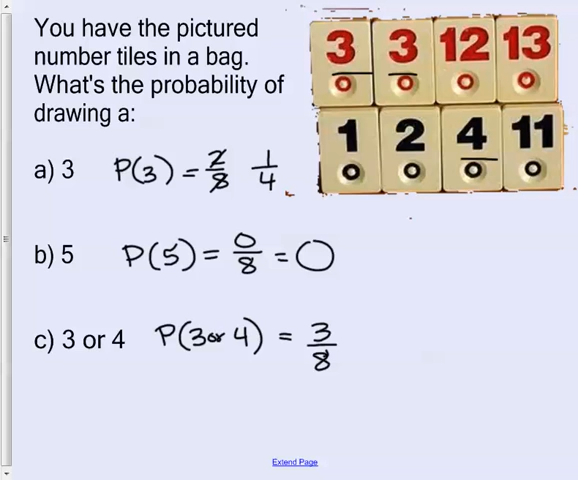 You have the pictured
number tiles in a bag.
What's the probability of
drawing a:
3 3 12 13
1 2 4 11
a) 3 P(3) = 2/8 1/4
b) 5 P(5) = 0/8 = 0
c) 3 or 4 P(3 or 4) = 3/8
Extend Page